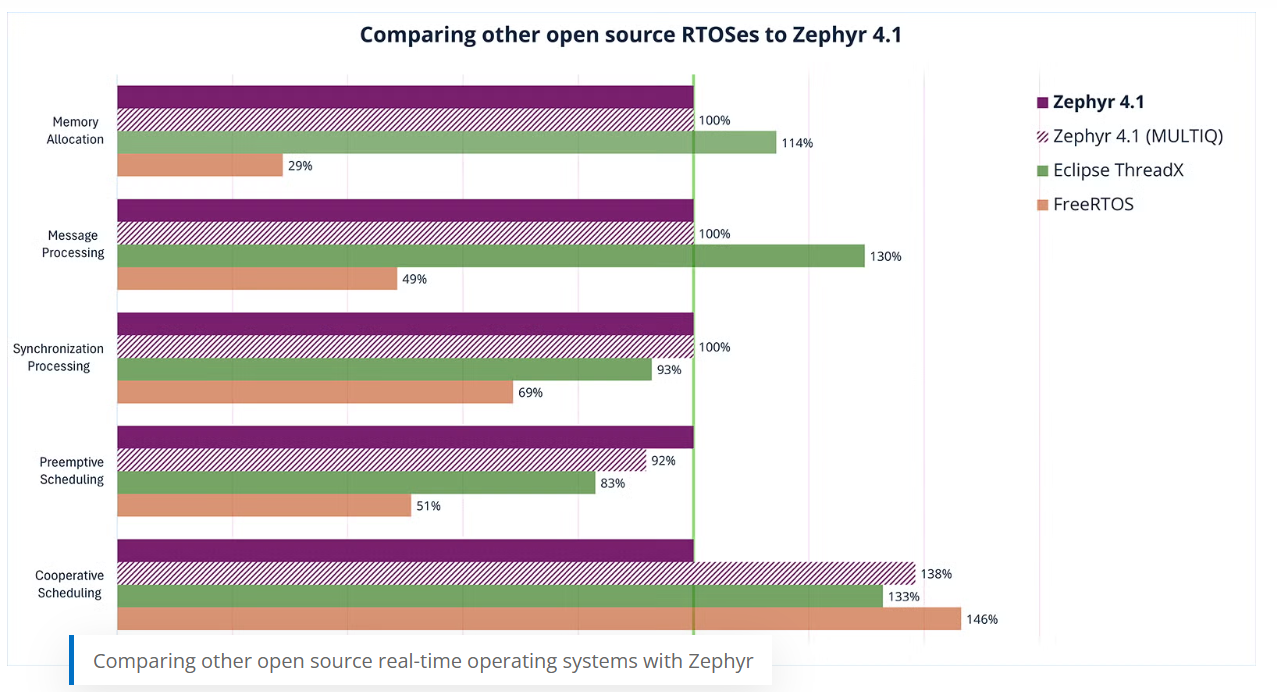 Comparing other open source RTOSes to Zephyr 4.1
Zephyr 4.1
Zephyr 4.1 (MULTIQ)
Eclipse ThreadX
FreeRTOS
Memory
Allocation
100%
114%
29%
Message
Processing
100%
130%
49%
Synchronization
Processing
100%
93%
69%
Preemptive
Scheduling
92%
83%
51%
Cooperative
Scheduling
138%
133%
146%
Comparing other open source real-time operating systems with Zephyr